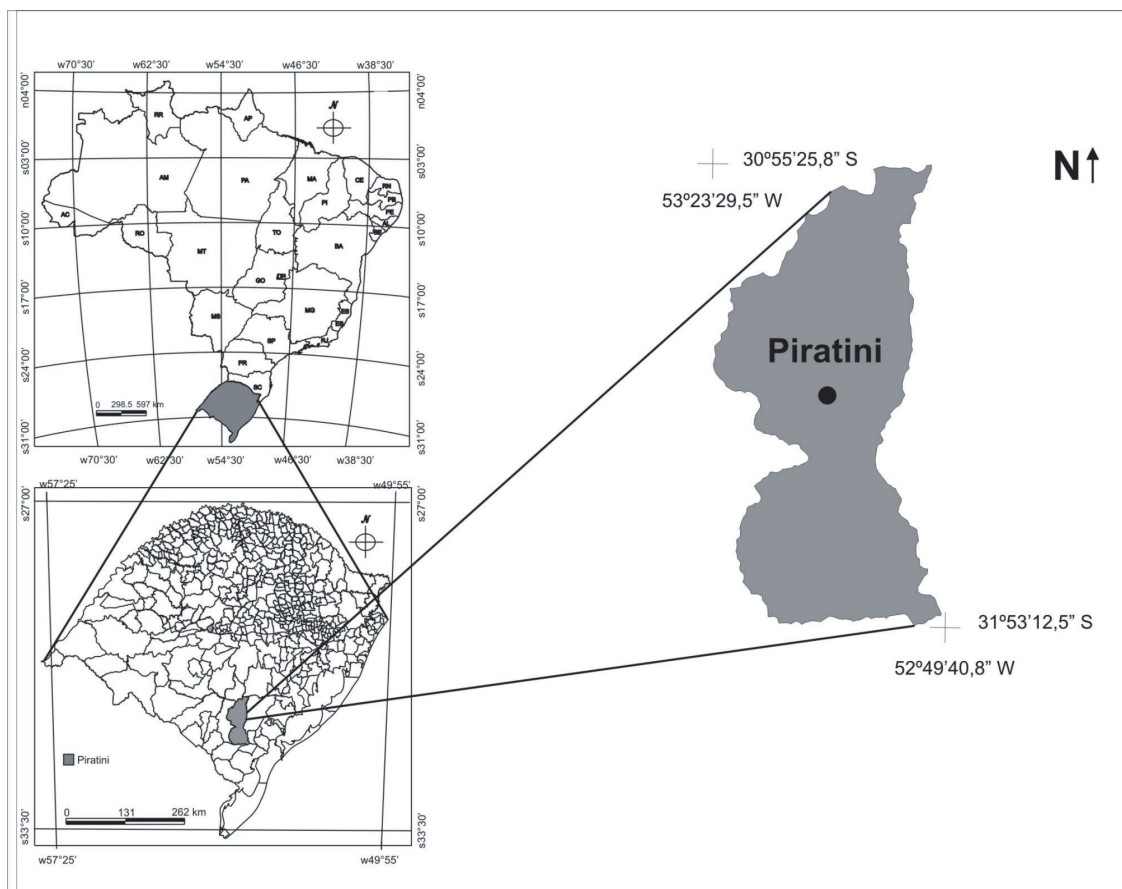 w70°30' w62°30' w54°30' w46°30' w38°30'
n04°00' n04°00'
s03°00' s03°00'
s10°00' s10°00'
s17°00' s17°00'
s24°00' s24°00'
s31°00' s31°00'
N
RR AP
AM PA MA CE
RN
PB
PE
AL
SE
PI
AC
RO
TO
MT
BA
GO
DF
MG
ES
ES
MS
SP
RJ
PR
SC
0 298.5 597 km
w70°30' w62°30' w54°30' w46°30' w38°30'
w57°25' w49°55'
s27°00' s27°00'
N
Piratini
0 131 262 km
s33°30' s33°30'
w57°25' w49°55'
30º55’25,8” S
53º23’29,5” W
N
Piratini
31º53’12,5” S
52º49’40,8” W